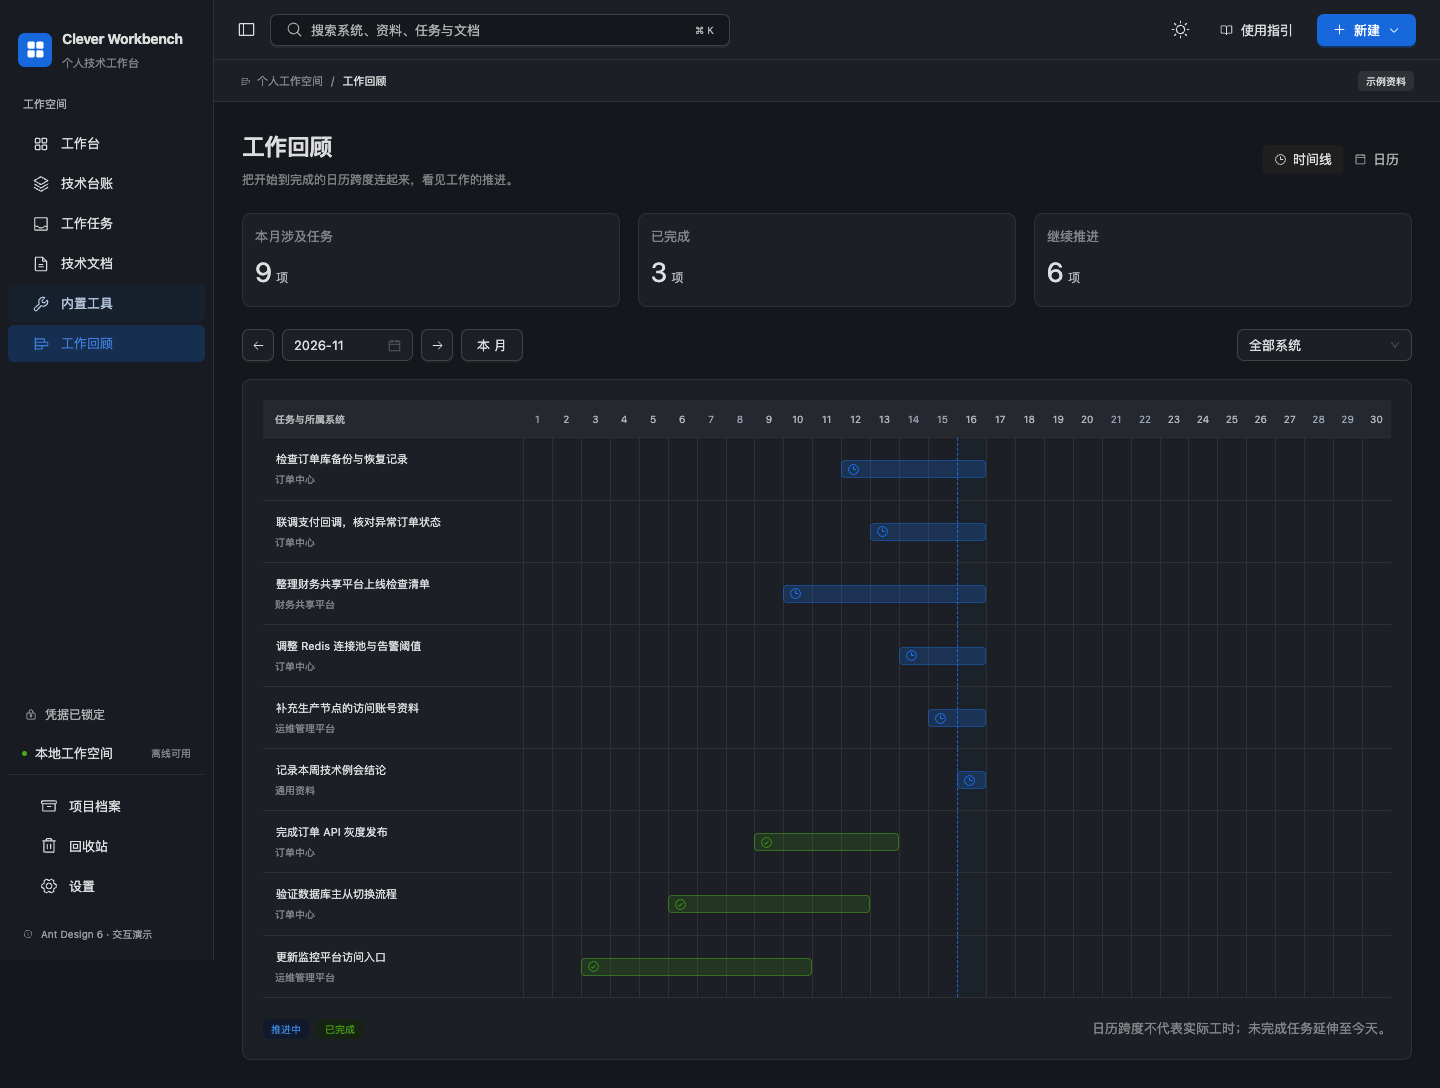 Clever Workbench
个人技术工作台
工作空间
工作台
技术台账
工作任务
技术文档
内置工具
工作回顾
凭据已锁定
本地工作空间 离线可用
项目档案
回收站
设置
Ant Design 6 · 交互演示
搜索系统、资料、任务与文档 ⌘ K
使用指引
新建
个人工作空间 / 工作回顾
示例资料
工作回顾
把开始到完成的日历跨度连起来，看见工作的推进。
时间线 日历
本月涉及任务
9 项
已完成
3 项
继续推进
6 项
2026-11
本 月
全部系统
任务与所属系统 1 2 3 4 5 6 7 8 9 10 11 12 13 14 15 16 17 18 19 20 21 22 23 24 25 26 27 28 29 30
检查订单库备份与恢复记录
订单中心
联调支付回调，核对异常订单状态
订单中心
整理财务共享平台上线检查清单
财务共享平台
调整 Redis 连接池与告警阈值
订单中心
补充生产节点的访问账号资料
运维管理平台
记录本周技术例会结论
通用资料
完成订单 API 灰度发布
订单中心
验证数据库主从切换流程
订单中心
更新监控平台访问入口
运维管理平台
推进中 已完成
日历跨度不代表实际工时；未完成任务延伸至今天。